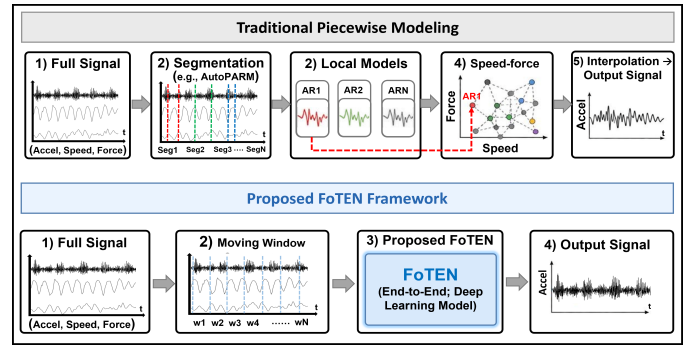 Traditional Piecewise Modeling
1) Full Signal
t
(Accel, Speed, Force)
2) Segmentation
(e.g., AutoPARM)
t
Seg1 Seg2 Seg3 ···· SegN
2) Local Models
AR1 AR2 ARN
4) Speed-force
AR1
Force
Speed
5) Interpolation →
Output Signal
Accel
t
Proposed FoTEN Framework
1) Full Signal
t
(Accel, Speed, Force)
2) Moving Window
t
w1 w2 w3 w4 ...... wN
3) Proposed FoTEN
FoTEN
(End-to-End; Deep
Learning Model)
4) Output Signal
Accel
t